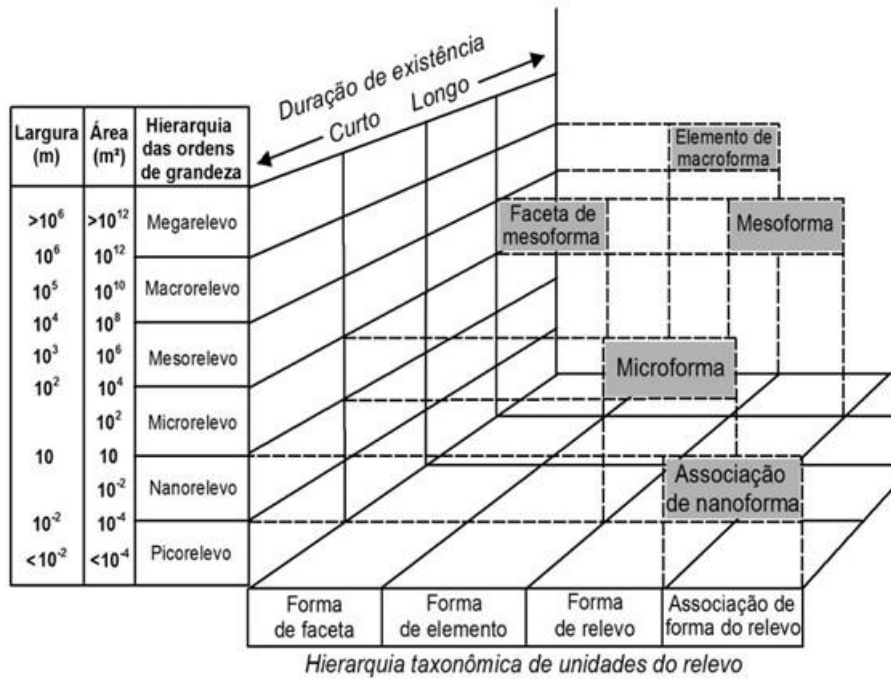 Duração de existência
Curto
Longo
Largura
(m)
Área
(m²)
Hierarquia
das ordens
de grandeza
>10⁶
>10¹²
Megarelevo
10⁶
10¹²
10⁵
10¹⁰
Macrorelevo
10⁴
10⁸
10³
10⁶
Mesorelevo
10²
10⁴
10²
Microrelevo
10
10
10⁻²
Nanorelevo
10⁻²
10⁻⁴
<10⁻²
<10⁻⁴
Picorelevo
Elemento de
macroforma
Faceta de
mesoforma
Mesoforma
Microforma
Associação
de nanoforma
Forma
de faceta
Forma
de elemento
Forma
de relevo
Associação de
forma do relevo
Hierarquia taxonômica de unidades do relevo